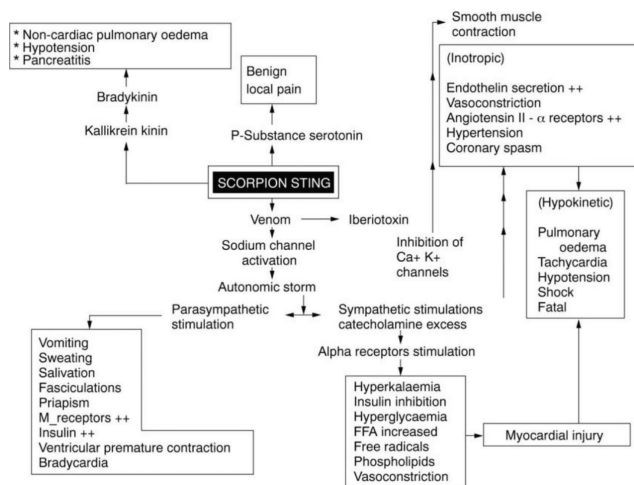 * Non-cardiac pulmonary oedema
* Hypotension
* Pancreatitis
Bradykinin
Kallikrein kinin
Benign
local pain
P-Substance serotonin
SCORPION STING
Venom
Iberiotoxin
Sodium channel
activation
Autonomic storm
Parasympathetic
stimulation
Vomiting
Sweating
Salivation
Fasciculations
Priapism
M_receptors ++
Insulin ++
Ventricular premature contraction
Bradycardia
Sympathetic stimulations
catecholamine excess
Alpha receptors stimulation
Hyperkalaemia
Insulin inhibition
Hyperglycaemia
FFA increased
Free radicals
Phospholipids
Vasoconstriction
Myocardial injury
Inhibition of
Ca+ K+
channels
Smooth muscle
contraction
(Inotropic)
Endothelin secretion ++
Vasoconstriction
Angiotensin II - α receptors ++
Hypertension
Coronary spasm
(Hypokinetic)
Pulmonary
oedema
Tachycardia
Hypotension
Shock
Fatal